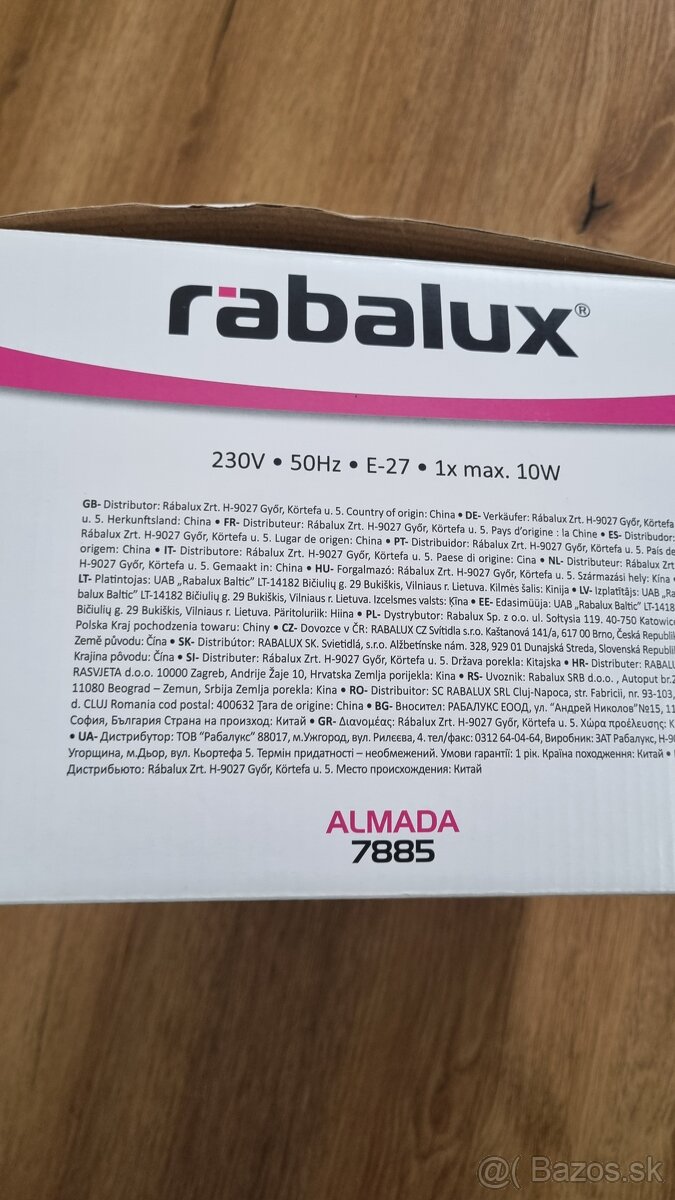 rabalux®
230V • 50Hz • E-27 • 1x max. 10W
GB- Distributor: Rábalux Zrt. H-9027 Győr, Körtefa u. 5. Country of origin: China • DE- Verkäufer: Rábalux Zrt. H-9027 Győr, Körtefa
u. 5. Herkunftsland: China • FR- Distributeur: Rábalux Zrt. H-9027 Győr, Körtefa u. 5. Pays d'origine : la Chine • ES- Distribudor:
Rábalux Zrt. H-9027 Győr, Körtefa u. 5. Lugar de origen: China • PT- Distribuidor: Rábalux Zrt. H-9027 Győr, Körtefa u. 5. País de
origem: China • IT- Distributore: Rábalux Zrt. H-9027 Győr, Körtefa u. 5. Paese di origine: Cina • NL- Distributeur: Rábalux Zrt.
H-9027 Győr, Körtefa u. 5. Gemaakt in: China • HU- Forgalmazó: Rábalux Zrt. H-9027 Győr, Körtefa u. 5. Származási hely: Kína •
LT- Platintojas: UAB „Rabalux Baltic" LT-14182 Bičiulių g. 29 Bukiškis, Vilniaus r. Lietuva. Kilmės šalis: Kinija • LV- Izplatītājs: UAB „Ra
balux Baltic" LT-14182 Bičiulių g. 29 Bukiškis, Vilniaus r. Lietuva. Izcelsmes valsts: Ķīna • EE- Edasimüüja: UAB „Rabalux Baltic" LT-1418
Bičiulių g. 29 Bukiškis, Vilniaus r. Lietuva. Päritoluriik: Hiina • PL- Dystrybutor: Rabalux Sp. z o.o. ul. Sołtysia 119. 40-750 Katowic
Polska Kraj pochodzenia towaru: Chiny • CZ- Dovozce v ČR: RABALUX CZ Svítidla s.r.o. Kaštanová 141/a, 617 00 Brno, Česká Republik
Země původu: Čína • SK- Distribútor: RABALUX SK. Svietidlá, s.r.o. Alžbetínske nám. 328, 929 01 Dunajská Streda, Slovenská Republi
Krajina pôvodu: Čína • SI- Distributer: Rábalux Zrt. H-9027 Győr, Körtefa u. 5. Država porekla: Kitajska • HR- Distributer: RABALU
RASVJETA d.o.o. 10000 Zagreb, Andrije Žaje 10, Hrvatska Zemlja porijekla: Kina • RS- Uvoznik: Rabalux SRB d.o.o. , Autoput br.2
11080 Beograd – Zemun, Srbija Zemlja porekla: Kina • RO- Distribuitor: SC RABALUX SRL Cluj-Napoca, str. Fabricii, nr. 93-103,
d. CLUJ Romania cod postal: 400632 Țara de origine: China • BG- Вносител: РАБАЛУКС ЕООД, ул. "Андрей Николов"№15, 11
София, България Страна на произход: Китай • GR- Διανομέας: Rábalux Zrt. H-9027 Győr, Körtefa u. 5. Χώρα προέλευσης: Κ
• UA- Дистрибьютор: ТОВ "Рабалукс" 88017, м.Ужгород, вул. Рилєєва, 4. тел/факс: 0312 64-04-64, Виробник: ЗАТ Рабалукс, H-90
Угорщина, м.Дьор, вул. Кьортефа 5. Термін придатності – необмежений. Умови гарантії: 1 рік. Країна походження: Китай •
Дистрибьюто: Rábalux Zrt. H-9027 Győr, Körtefa u. 5. Место происхождения: Китай
ALMADA
7885
@( Bazos.sk